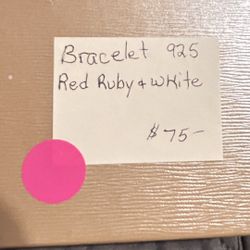 Bracelet 925
Red Ruby + White
$75-